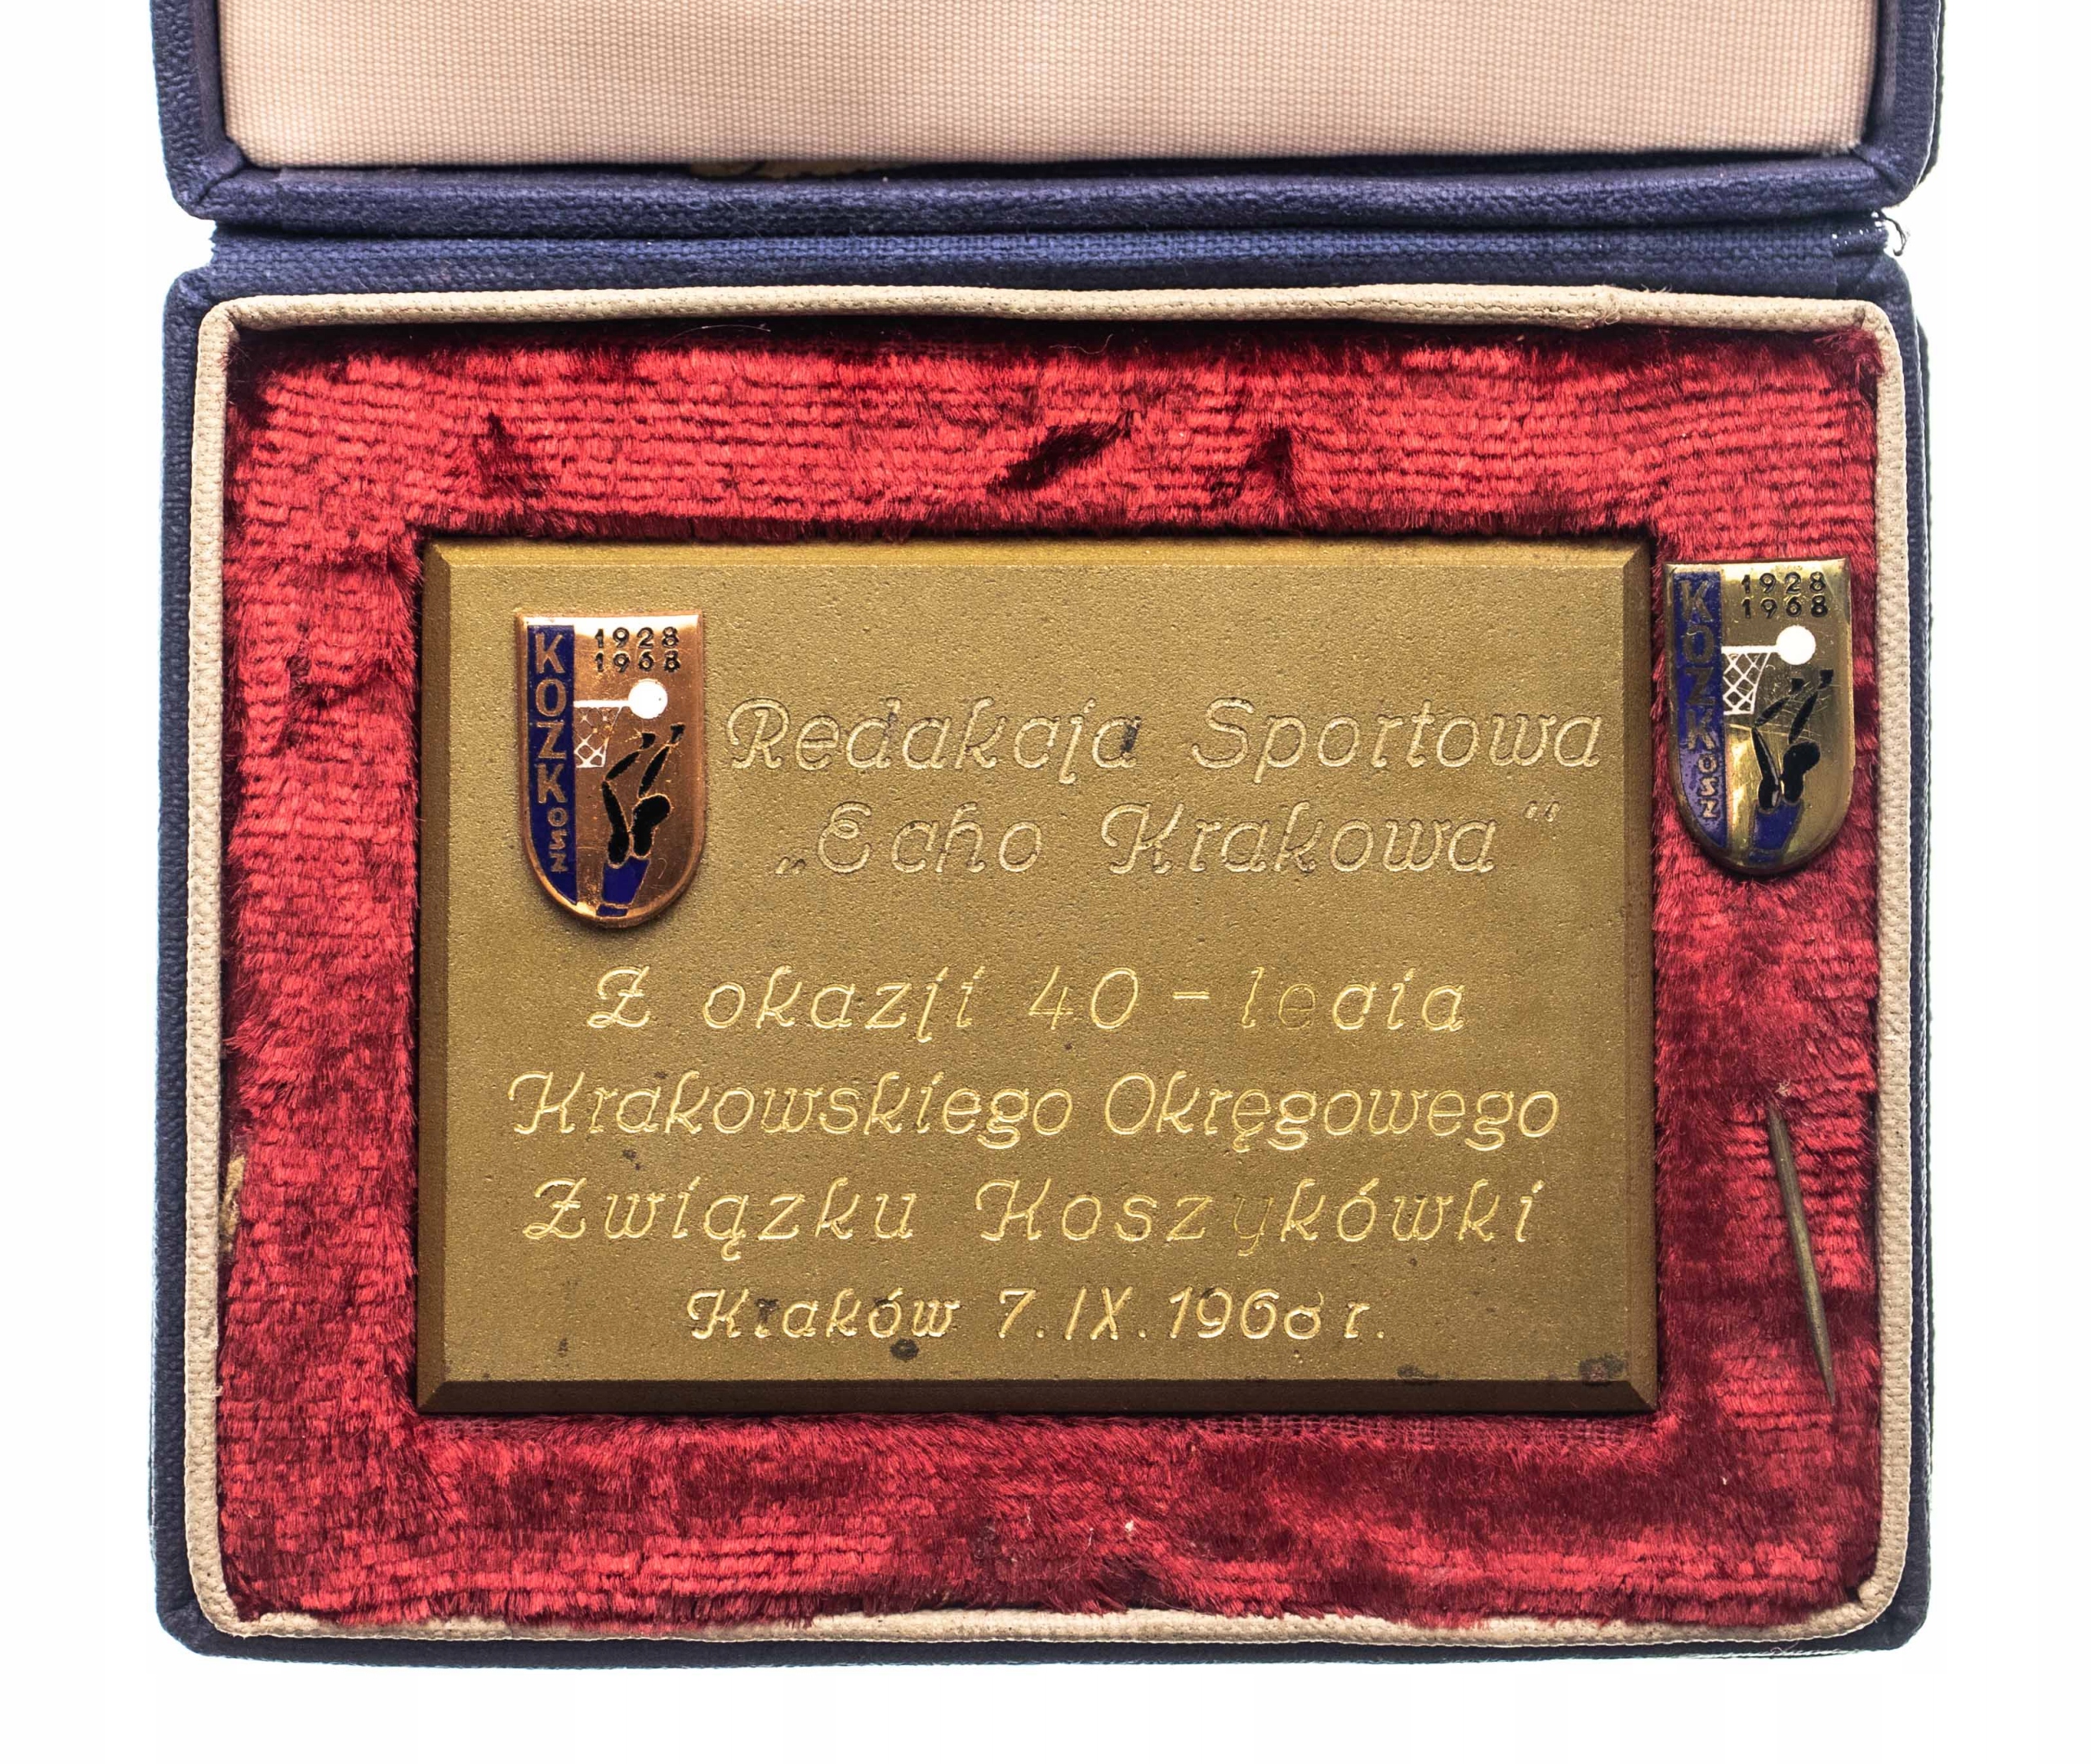 KOZKOSZ
1928
1968
Redakcja Sportowa
„Echo Krakowa"
Z okazji 40-lecia
Krakowskiego Okręgowego
Związku Koszykówki
Kraków 7.IX.1968 r.
KOZKOSZ
1928
1968